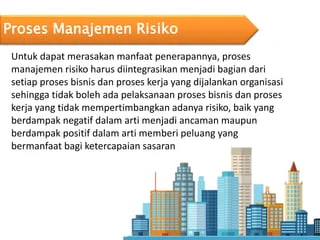 Proses Manajemen Risiko
Untuk dapat merasakan manfaat penerapannya, proses
manajemen risiko harus diintegrasikan menjadi bagian dari
setiap proses bisnis dan proses kerja yang dijalankan organisasi
sehingga tidak boleh ada pelaksanaan proses bisnis dan proses
kerja yang tidak mempertimbangkan adanya risiko, baik yang
berdampak negatif dalam arti menjadi ancaman maupun
berdampak positif dalam arti memberi peluang yang
bermanfaat bagi ketercapaian sasaran